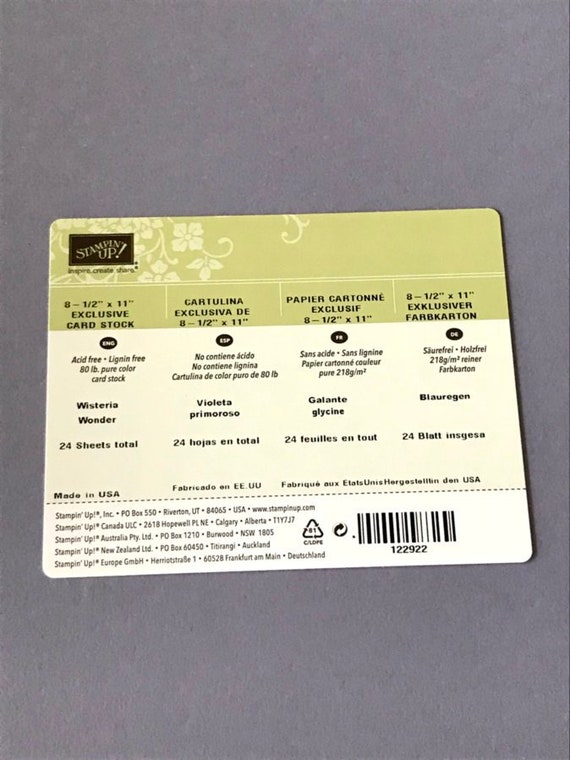 STAMPIN' UP!
inspire.create.share.
8 – 1/2" x 11"
EXCLUSIVE
CARD STOCK
CARTULINA
EXCLUSIVA DE
8 – 1/2" x 11"
PAPIER CARTONNÉ
EXCLUSIF
8 – 1/2" x 11"
8 – 1/2" x 11"
EXKLUSIVER
FARBKARTON
ENG
Acid free • Lignin free
80 lb. pure color
card stock
ESP
No contiene ácido
No contiene lignina
Cartulina de color puro de 80 lb
FR
Sans acide • Sans lignine
Papier cartonné couleur
pure 218g/m²
DE
Säurefrei • Holzfrei
218g/m² reiner
Farbkarton
Wisteria
Wonder
Violeta
primoroso
Galante
glycine
Blauregen
24 Sheets total
24 hojas en total
24 feuilles en tout
24 Blatt insgesa
Made in USA
Fabricado en EE.UU
Fabriqué aux EtatsUnisHergestelltin den USA
Stampin' Up!®, Inc. • PO Box 550 • Riverton, UT • 84065 • USA • www.stampinup.com
Stampin' Up!® Canada ULC • 2618 Hopewell PL NE • Calgary • Alberta • T1Y7J7
Stampin' Up!® Australia Pty. Ltd. • PO Box 1210 • Burwood • NSW 1805
Stampin' Up!® New Zealand Ltd. • PO Box 60450 • Titirangi • Auckland
Stampin' Up!® Europe GmbH • Herriotstraße 1 • 60528 Frankfurt am Main • Deutschland
C/LDPE
122922